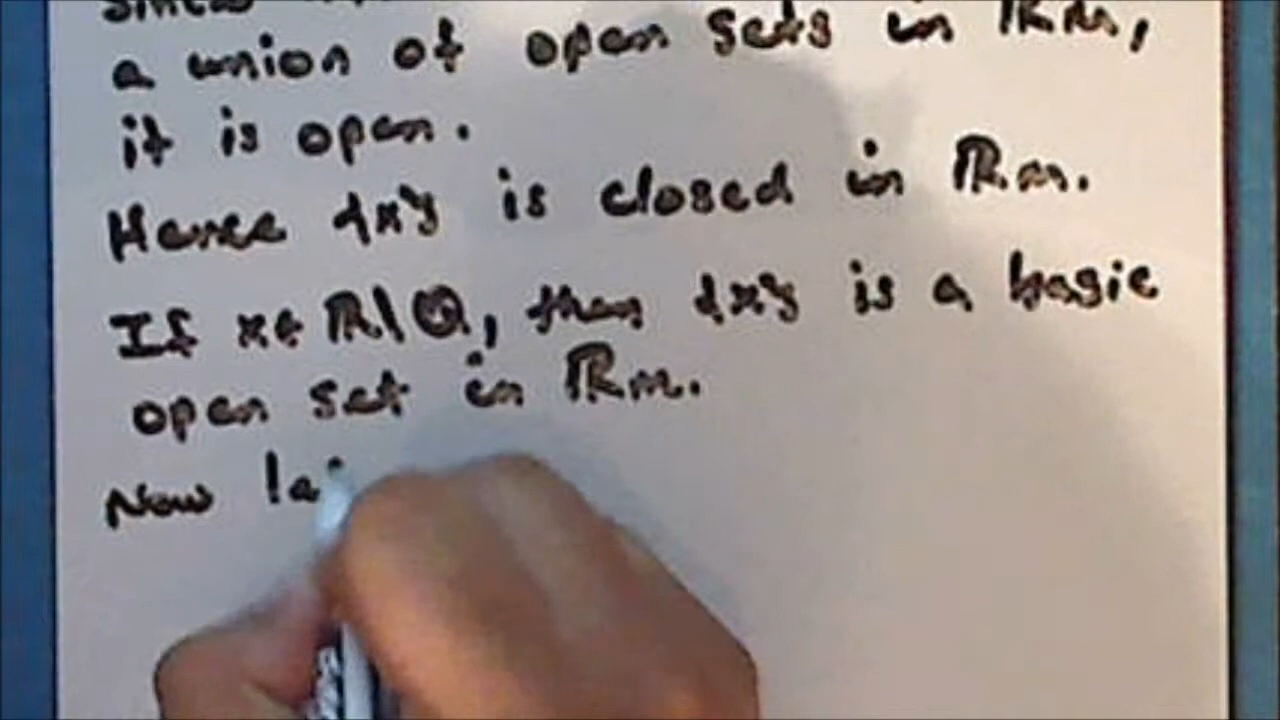 a union of open sets in ℝm,
it is open.
Hence {x} is closed in ℝm.
If x∈ℝ\ℚ, then {x} is a basic
open set in ℝm.
Now